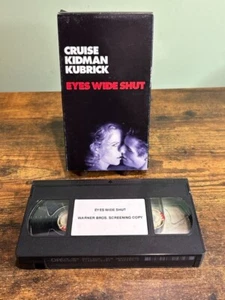 CRUISE
KIDMAN
KUBRICK
EYES WIDE SHUT
EYES WIDE SHUT
WARNER BROS. SCREENING COPY